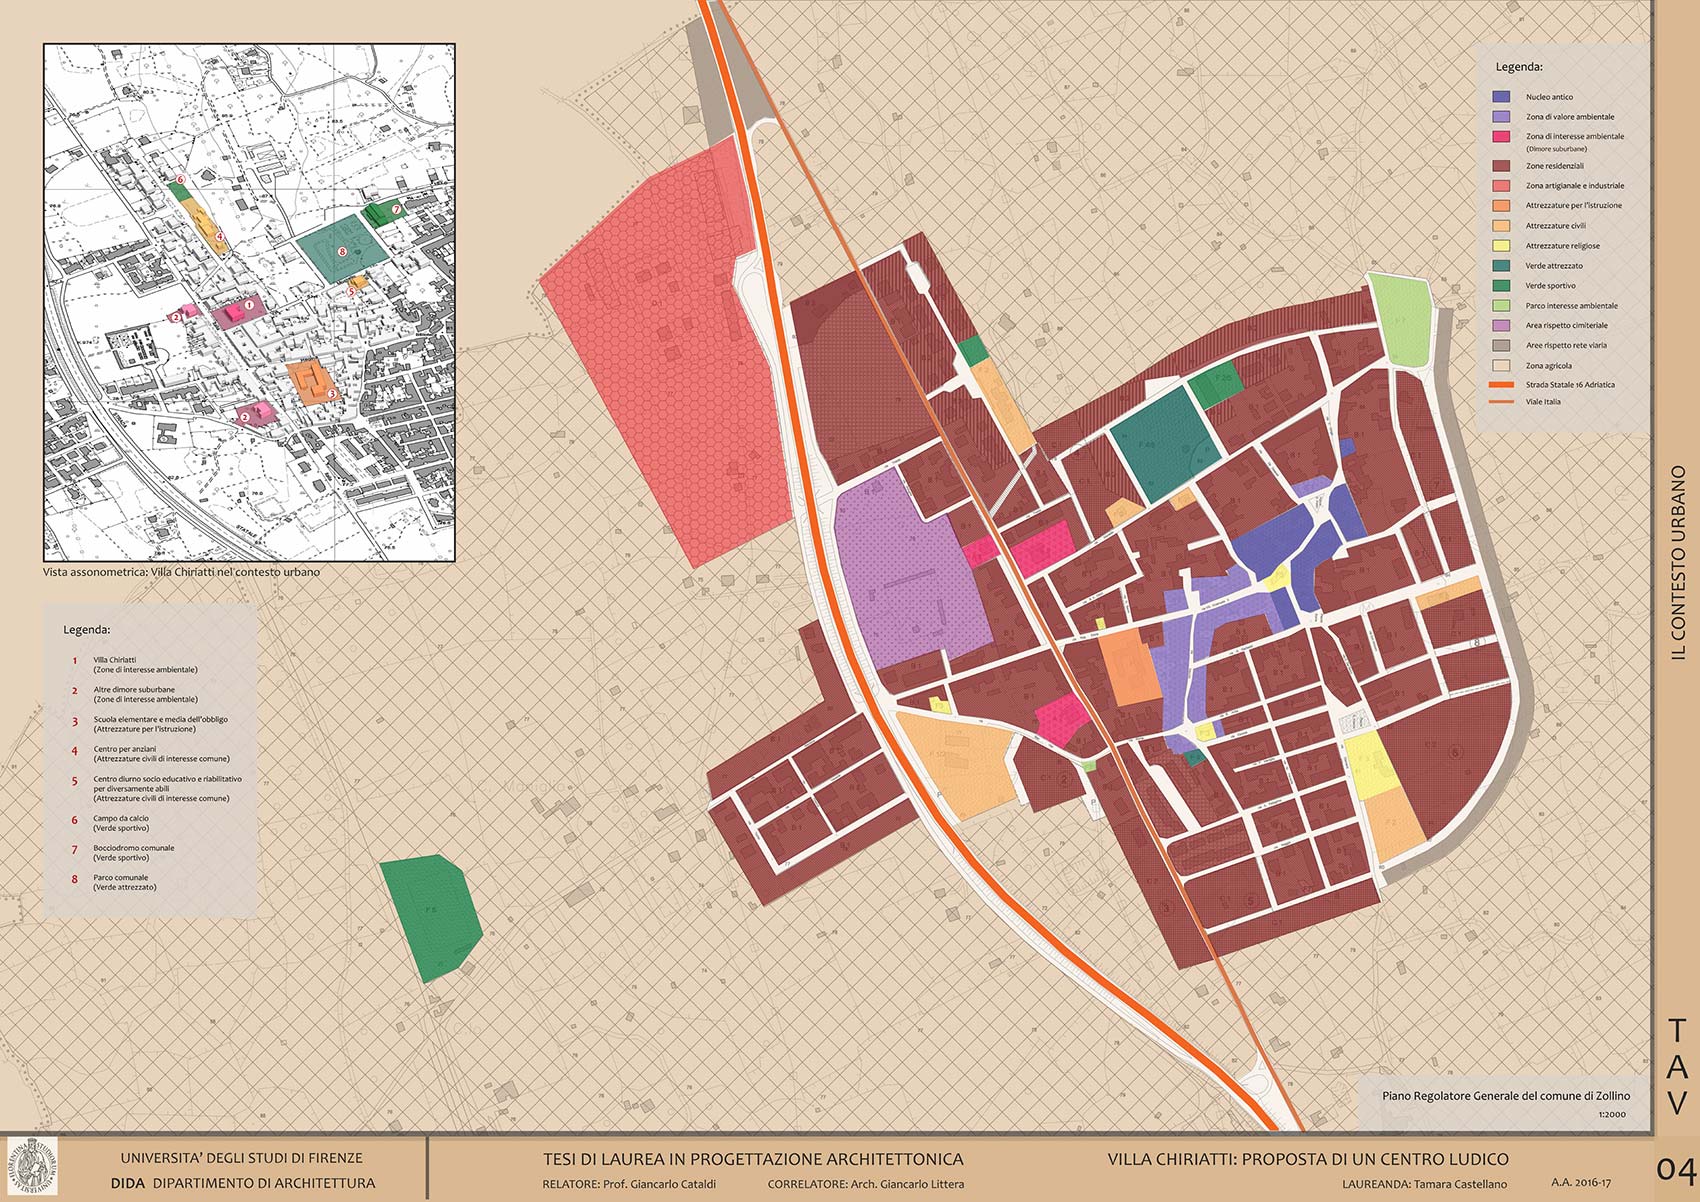 Vista assonometrica: Villa Chiriatti nel contesto urbano
Legenda:
1 Villa Chiriatti
(Zone di interesse ambientale)
2 Altre dimore suburbane
(Zone di interesse ambientale)
3 Scuola elementare e media dell'obbligo
(Attrezzature per l'istruzione)
4 Centro per anziani
(Attrezzature civili di interesse comune)
5 Centro diurno socio educativo e riabilitativo
per diversamente abili
(Attrezzature civili di interesse comune)
6 Campo da calcio
(Verde sportivo)
7 Bocciodromo comunale
(Verde sportivo)
8 Parco comunale
(Verde attrezzato)
Legenda:
Nucleo antico
Zona di valore ambientale
Zona di interesse ambientale
(Dimore suburbane)
Zone residenziali
Zona artigianale e industriale
Attrezzature per l'istruzione
Attrezzature civili
Attrezzature religiose
Verde attrezzato
Verde sportivo
Parco interesse ambientale
Area rispetto cimiteriale
Aree rispetto rete viaria
Zona agricola
Strada Statale 16 Adriatica
Viale Italia
Piano Regolatore Generale del comune di Zollino
1:2000
IL CONTESTO URBANO
T
A
V
04
UNIVERSITA' DEGLI STUDI DI FIRENZE
DIDA DIPARTIMENTO DI ARCHITETTURA
TESI DI LAUREA IN PROGETTAZIONE ARCHITETTONICA
RELATORE: Prof. Giancarlo Cataldi CORRELATORE: Arch. Giancarlo Littera
VILLA CHIRIATTI: PROPOSTA DI UN CENTRO LUDICO
LAUREANDA: Tamara Castellano A.A. 2016-17